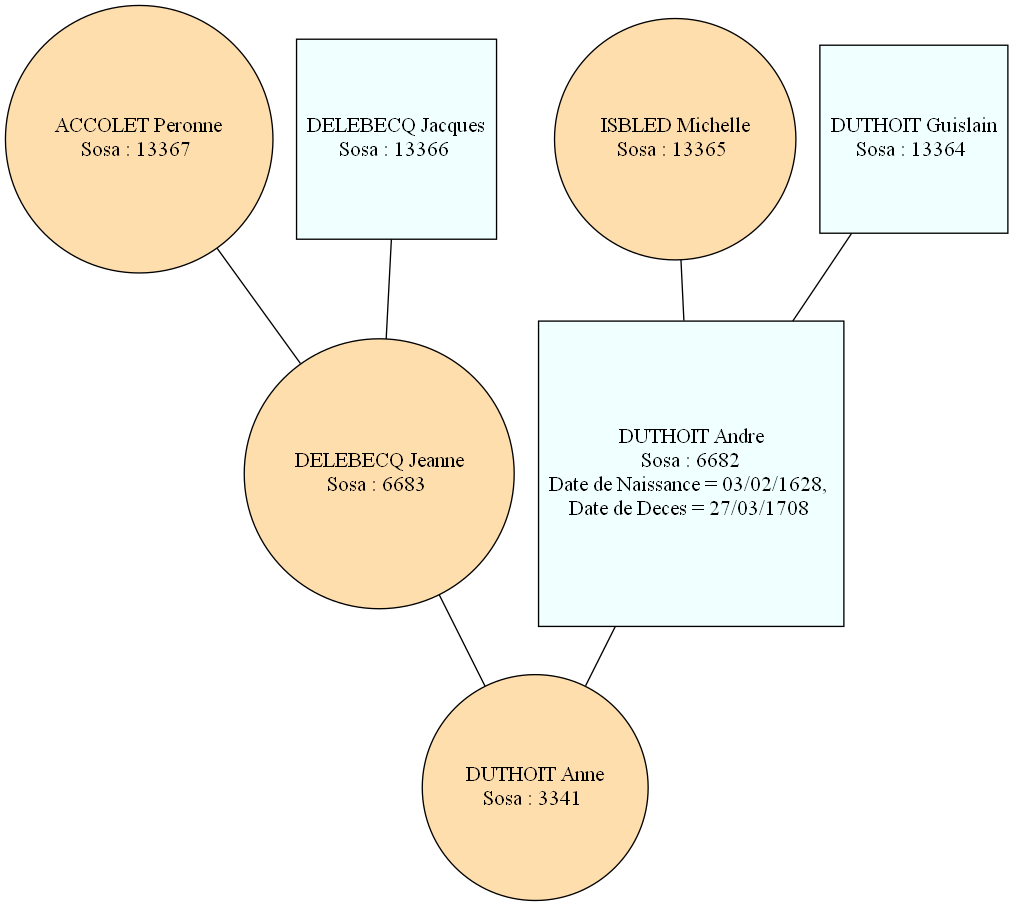 ACCOLET Peronne
Sosa : 13367
DELEBECQ Jacques
Sosa : 13366
ISBLED Michelle
Sosa : 13365
DUTHOIT Guislain
Sosa : 13364
DELEBECQ Jeanne
Sosa : 6683
DUTHOIT Andre
Sosa : 6682
Date de Naissance = 03/02/1628,
Date de Deces = 27/03/1708
DUTHOIT Anne
Sosa : 3341